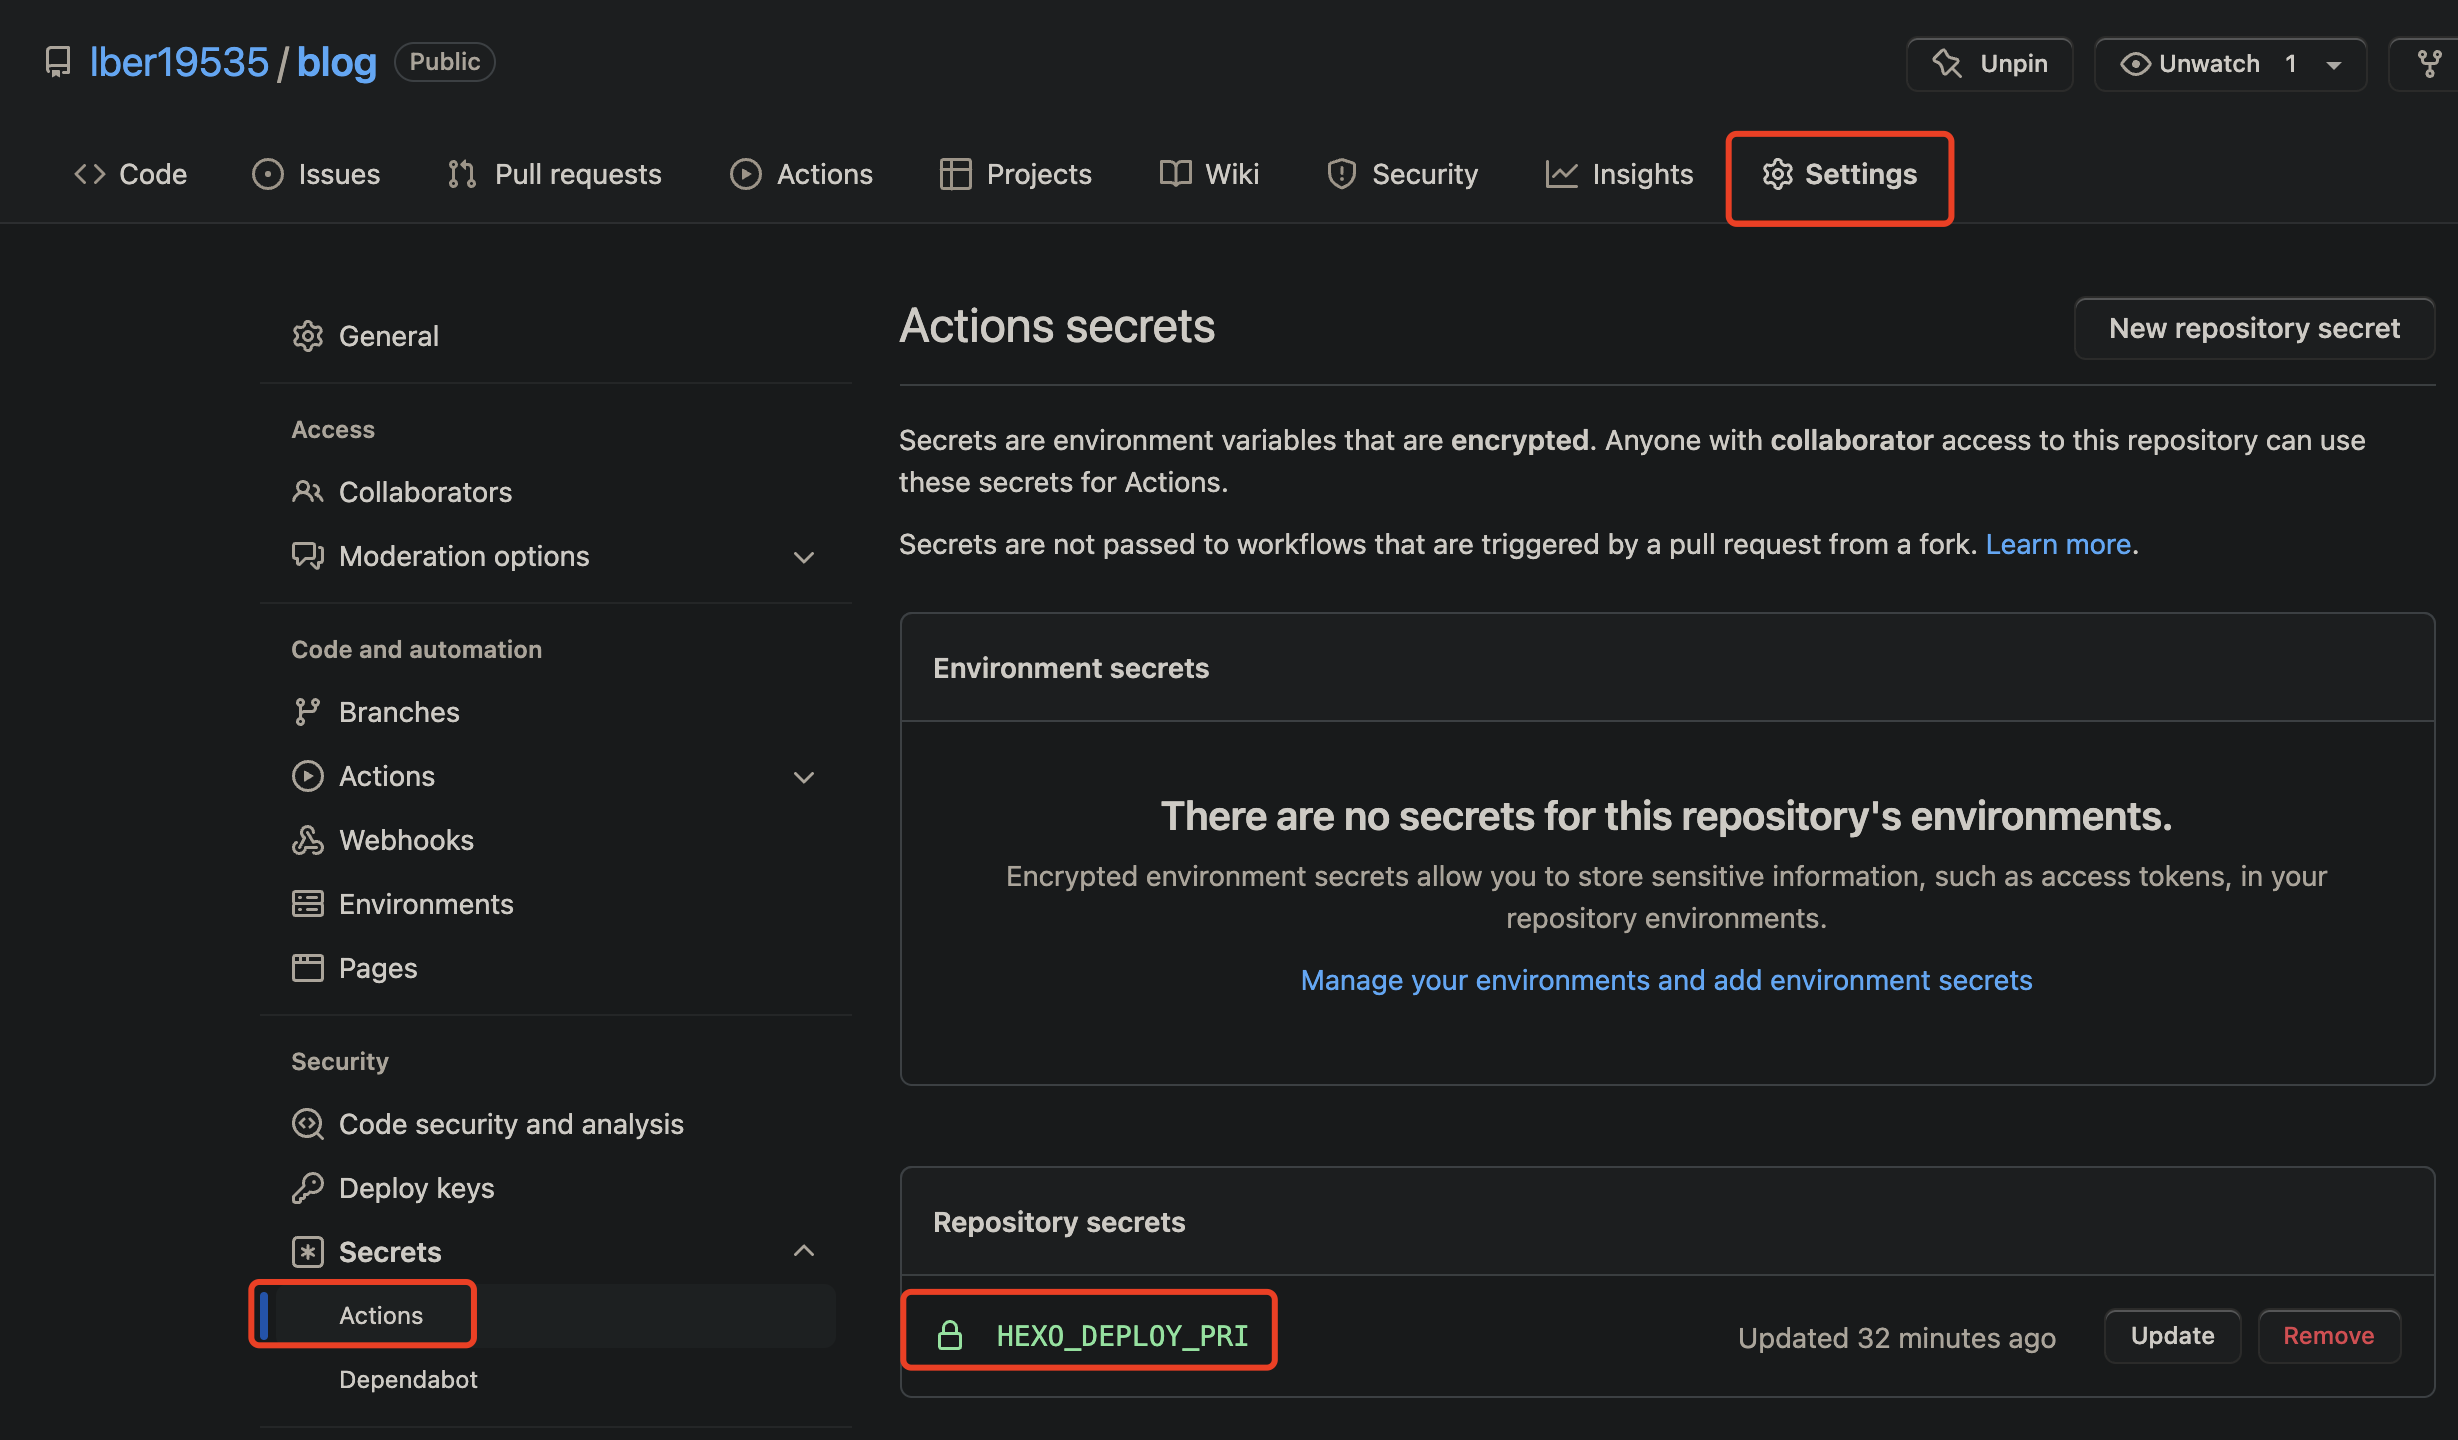 lber19535 / blog Public
Unpin
Unwatch 1
Code
Issues
Pull requests
Actions
Projects
Wiki
Security
Insights
Settings
General
Access
Collaborators
Moderation options
Code and automation
Branches
Actions
Webhooks
Environments
Pages
Security
Code security and analysis
Deploy keys
Secrets
Actions
Dependabot
Actions secrets
New repository secret
Secrets are environment variables that are encrypted. Anyone with collaborator access to this repository can use
these secrets for Actions.
Secrets are not passed to workflows that are triggered by a pull request from a fork. Learn more.
Environment secrets
There are no secrets for this repository's environments.
Encrypted environment secrets allow you to store sensitive information, such as access tokens, in your
repository environments.
Manage your environments and add environment secrets
Repository secrets
HEXO_DEPLOY_PRI
Updated 32 minutes ago
Update
Remove